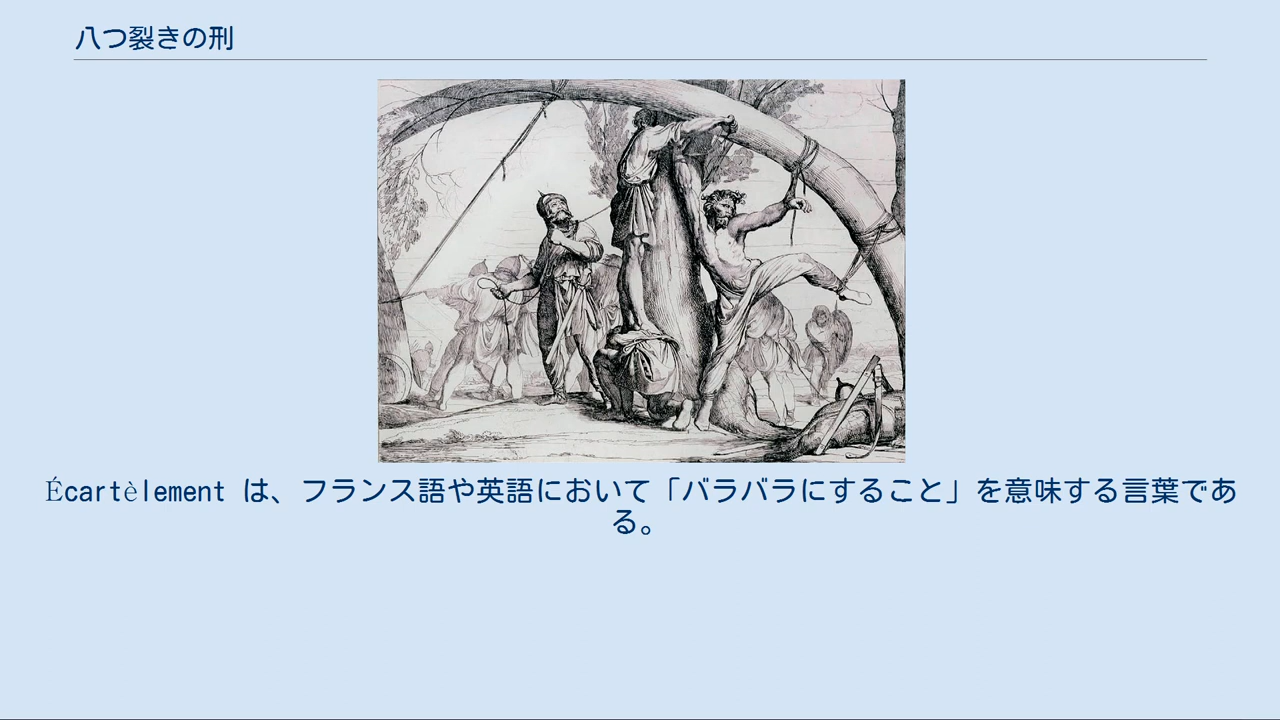 八つ裂きの刑
Écartèlement は、フランス語や英語において「バラバラにすること」を意味する言葉であ
る。